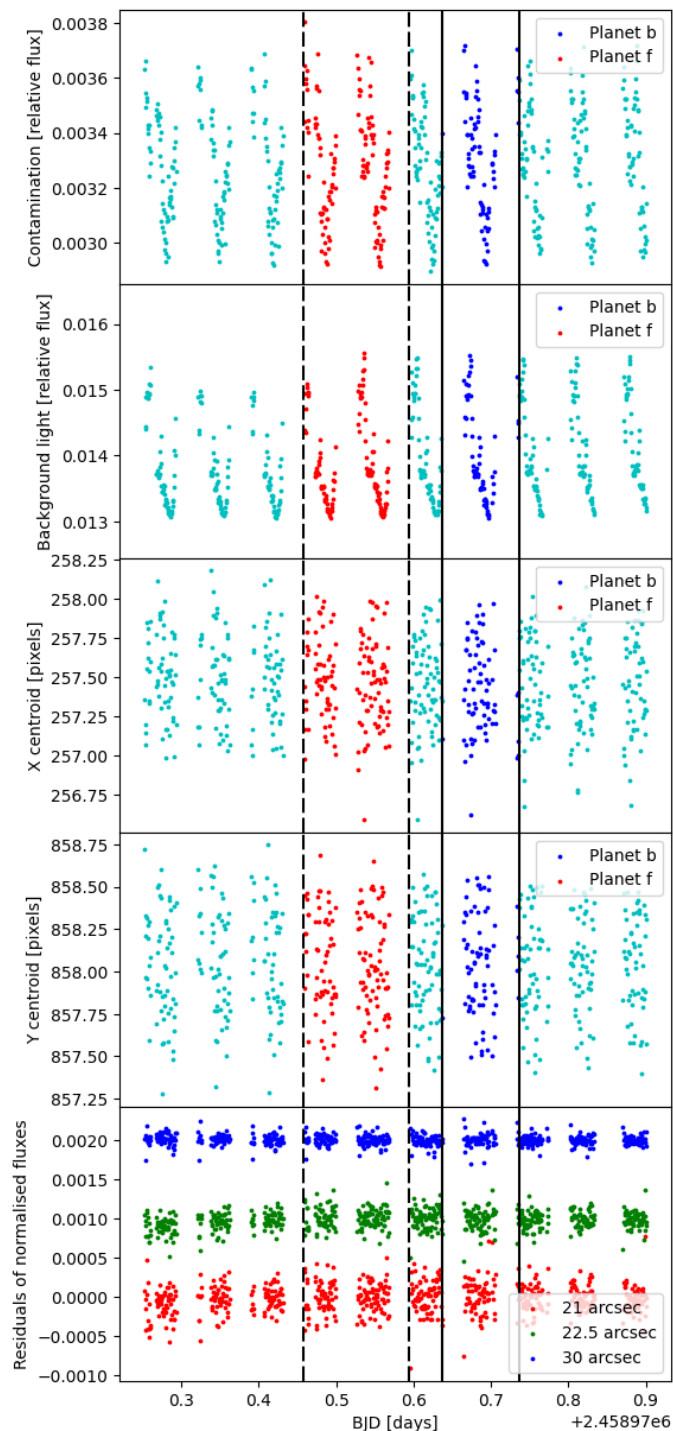 Contamination [relative flux]
0.0038
0.0036
0.0034
0.0032
0.0030
Planet b
Planet f
Background light [relative flux]
0.016
0.015
0.014
0.013
Planet b
Planet f
X centroid [pixels]
258.25
258.00
257.75
257.50
257.25
257.00
256.75
Planet b
Planet f
Y centroid [pixels]
858.75
858.50
858.25
858.00
857.75
857.50
857.25
Planet b
Planet f
Residuals of normalised fluxes
0.0020
0.0015
0.0010
0.0005
0.0000
−0.0005
−0.0010
21 arcsec
22.5 arcsec
30 arcsec
0.3 0.4 0.5 0.6 0.7 0.8 0.9
BJD [days]
+2.45897e6